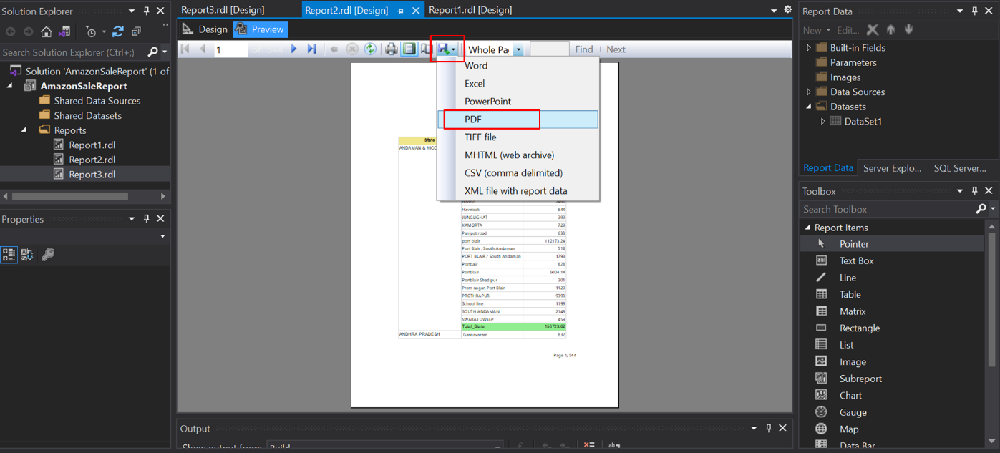 Solution Explorer
Search Solution Explorer (Ctrl+;)
Solution 'AmazonSaleReport' (1 of
AmazonSaleReport
Shared Data Sources
Shared Datasets
Reports
Report1.rdl
Report2.rdl
Report3.rdl
Properties
Report3.rdl [Design]
Report2.rdl [Design]
Report1.rdl [Design]
Design
Preview
1
of 544
Whole Pa
Find
Next
Word
Excel
PowerPoint
PDF
TIFF file
MHTML (web archive)
CSV (comma delimited)
XML file with report data
State
ANDAMAN & NICO
Havelock 844
JUNGLIGHAT 399
KAMORTA 729
Panipat road 633
port blair 112173.24
Port Blair , South Andaman 518
PORT BLAIR / South Andaman 1793
Portbair 828
Portblair 6004.14
Portblair Shadipur 301
Prem nagar, Port Blair 1129
PROTHRAPUR 9393
School line 1199
SOUTH ANDAMAN 2149
SWARAJ DWEEP 459
Total_State 158723.62
ANDHRA PRADESH .Gannavaram 832
Page 1/544
Output
Show output from: Build
Report Data
New
Edit...
Built-in Fields
Parameters
Images
Data Sources
Datasets
DataSet1
Report Data
Server Explo...
SQL Server...
Toolbox
Search Toolbox
Report Items
Pointer
Text Box
Line
Table
Matrix
Rectangle
List
Image
Subreport
Chart
Gauge
Map
Data Bar